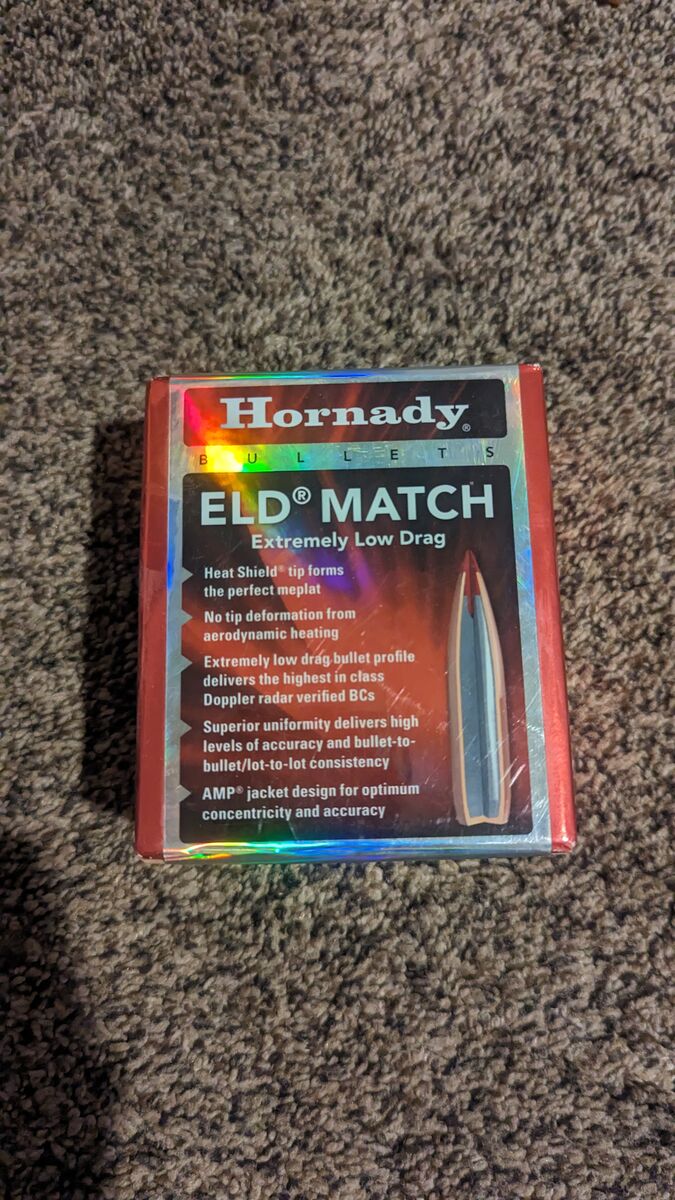 Hornady®
BULLETS
ELD® MATCH™
Extremely Low Drag
Heat Shield® tip forms
the perfect meplat
No tip deformation from
aerodynamic heating
Extremely low drag bullet profile
delivers the highest in class
Doppler radar verified BCs
Superior uniformity delivers high
levels of accuracy and bullet-to-
bullet/lot-to-lot consistency
AMP® jacket design for optimum
concentricity and accuracy